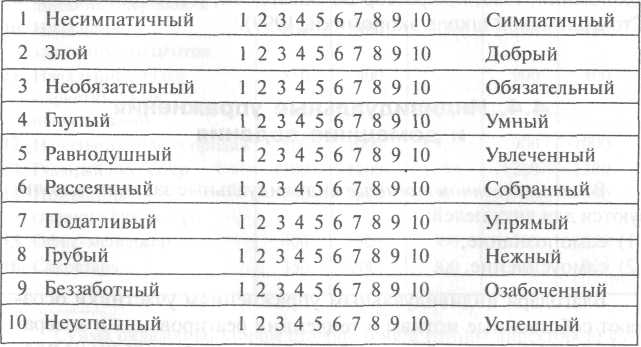 1 Несимпатичный 1 2 3 4 5 6 7 8 9 10 Симпатичный
2 Злой 1 2 3 4 5 6 7 8 9 10 Добрый
3 Необязательный 1 2 3 4 5 6 7 8 9 10 Обязательный
4 Глупый 1 2 3 4 5 6 7 8 9 10 Умный
5 Равнодушный 1 2 3 4 5 6 7 8 9 10 Увлеченный
6 Рассеянный 1 2 3 4 5 6 7 8 9 10 Собранный
7 Податливый 1 2 3 4 5 6 7 8 9 10 Упрямый
8 Грубый 1 2 3 4 5 6 7 8 9 10 Нежный
9 Беззаботный 1 2 3 4 5 6 7 8 9 10 Озабоченный
10 Неуспешный 1 2 3 4 5 6 7 8 9 10 Успешный